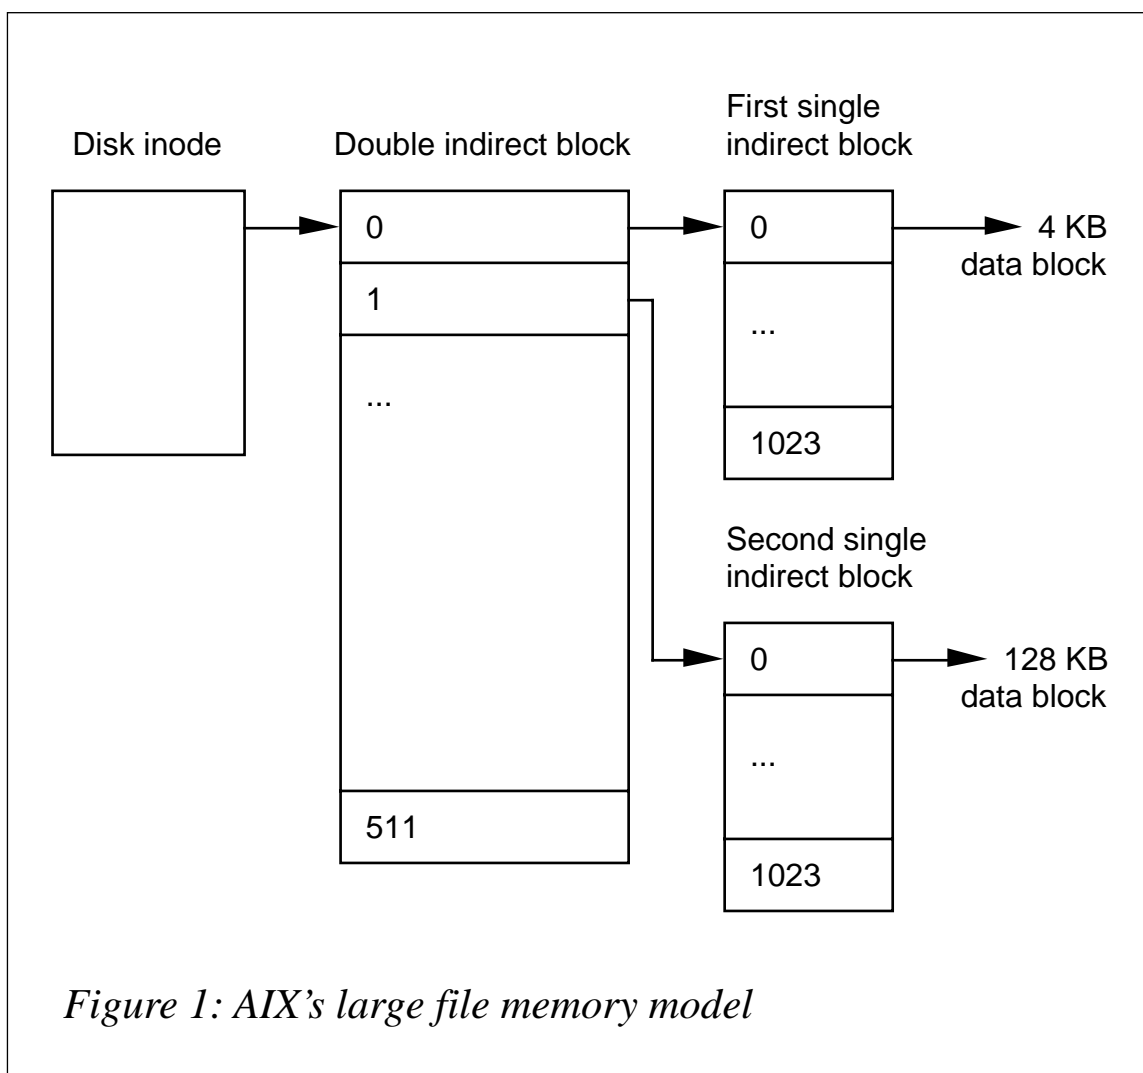 Disk inode
Double indirect block
First single
indirect block
0
1
...
511
0
...
1023
4 KB
data block
Second single
indirect block
0
...
1023
128 KB
data block
Figure 1: AIX’s large file memory model